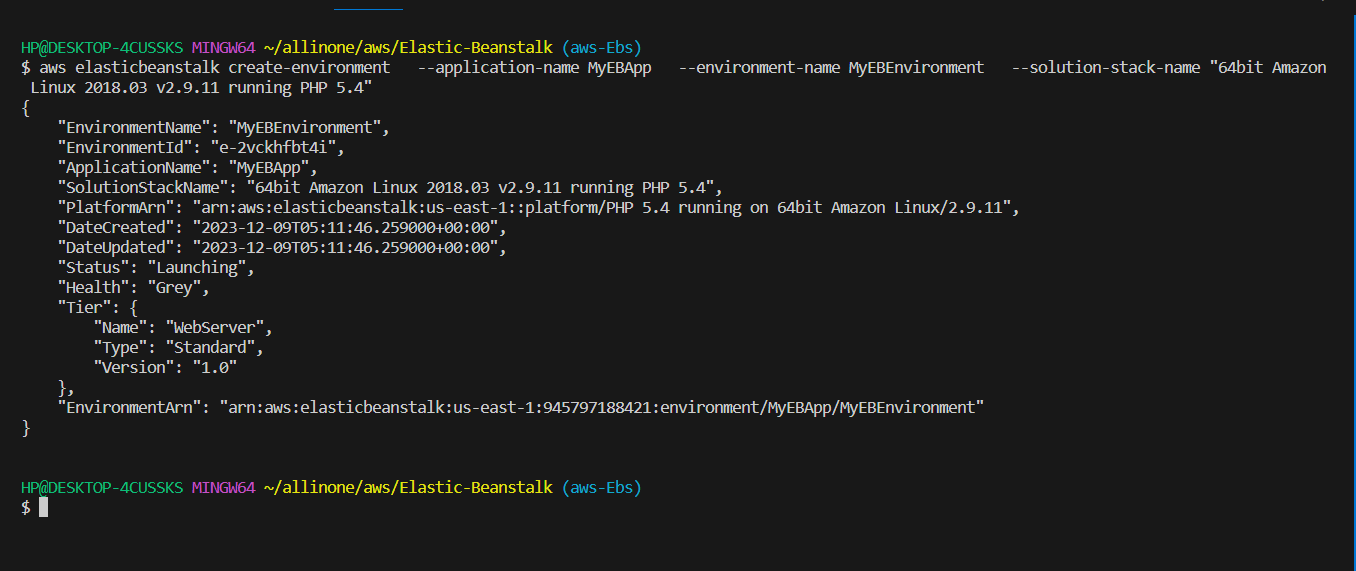 HP@DESKTOP-4CUSSKS MINGW64 ~/allinone/aws/Elastic-Beanstalk (aws-Ebs)
$ aws elasticbeanstalk create-environment   --application-name MyEBApp   --environment-name MyEBEnvironment   --solution-stack-name "64bit Amazon
 Linux 2018.03 v2.9.11 running PHP 5.4"
{
    "EnvironmentName": "MyEBEnvironment",
    "EnvironmentId": "e-2vckhfbt4i",
    "ApplicationName": "MyEBApp",
    "SolutionStackName": "64bit Amazon Linux 2018.03 v2.9.11 running PHP 5.4",
    "PlatformArn": "arn:aws:elasticbeanstalk:us-east-1::platform/PHP 5.4 running on 64bit Amazon Linux/2.9.11",
    "DateCreated": "2023-12-09T05:11:46.259000+00:00",
    "DateUpdated": "2023-12-09T05:11:46.259000+00:00",
    "Status": "Launching",
    "Health": "Grey",
    "Tier": {
        "Name": "WebServer",
        "Type": "Standard",
        "Version": "1.0"
    },
    "EnvironmentArn": "arn:aws:elasticbeanstalk:us-east-1:945797188421:environment/MyEBApp/MyEBEnvironment"
}
HP@DESKTOP-4CUSSKS MINGW64 ~/allinone/aws/Elastic-Beanstalk (aws-Ebs)
$